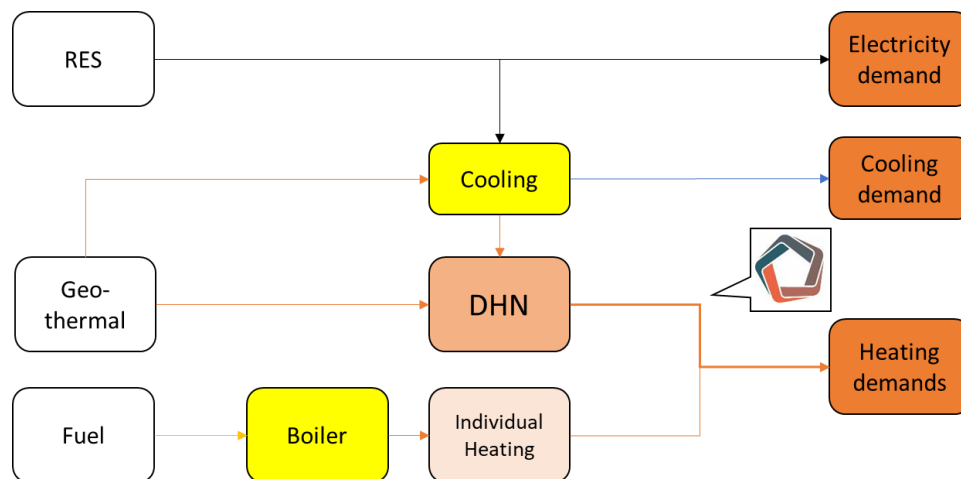 RES
Electricity
demand
Cooling
Cooling
demand
Geo-
thermal
DHN
Heating
demands
Fuel
Boiler
Individual
Heating